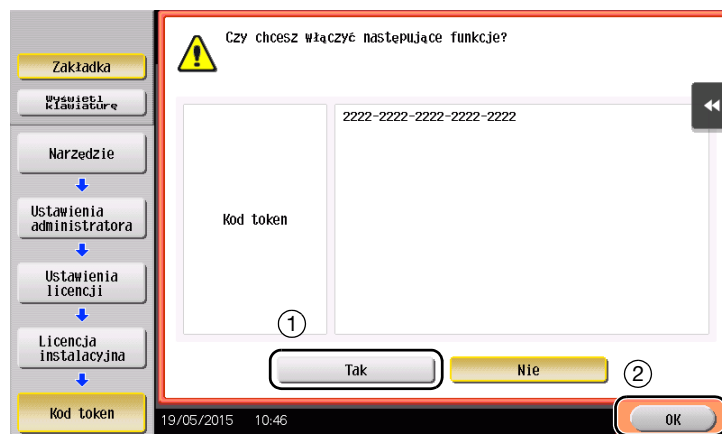 Czy chcesz włączyć następujące funkcje?
Zakładka
Wyświetl
klawiaturę
Narzędzie
Ustawienia
administratora
Ustawienia
licencji
Licencja
instalacyjna
Kod token
Kod token
2222-2222-2222-2222-2222
1
Tak
Nie
2
19/05/2015 10:46
OK